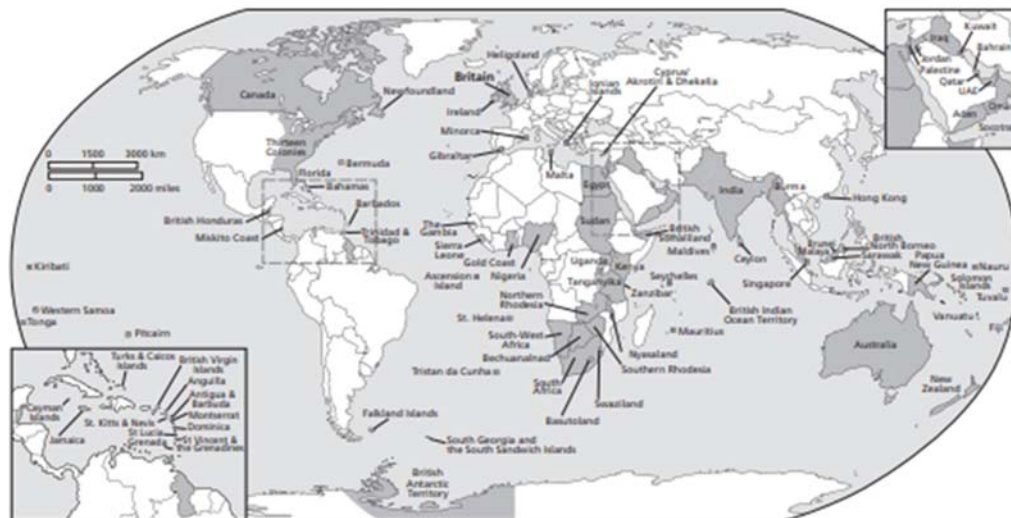 Heligoland
Britain
Canada
Newfoundland
Ireland
Ionian
Islands
Cyprus/
Akrotiri & Dhekelia
Minorca
Gibraltar
Malta
Thirteen
Colonies
0 1500 3000 km
0 1000 2000 miles
Bermuda
Florida
Bahamas
Barbados
British Honduras
Miskito Coast
Trinidad &
Tobago
The
Gambia
Sierra
Leone
Gold Coast
Nigeria
Ascension
Island
Egypt
Sudan
Uganda
Kenya
Tanganyika
Zanzibar
British
Somaliland
Maldives
Seychelles
India
Burma
Ceylon
Hong Kong
Brunei
Malaya
British
North Borneo
Sarawak
Singapore
Papua
New Guinea
Nauru
Solomon
Islands
Tuvalu
Vanuatu
Fiji
Kiribati
Western Samoa
Tonga
Pitcairn
Northern
Rhodesia
St. Helena
South-West
Africa
Bechuanalnad
Tristan da Cunha
South
Africa
Basutoland
Swaziland
Southern Rhodesia
Nyasaland
Mauritius
British Indian
Ocean Territory
Australia
New
Zealand
Falkland Islands
South Georgia and
the South Sandwich Islands
British
Antarctic
Territory
Turks & Caicos
Islands
British Virgin
Islands
Anguilla
Antigua &
Barbuda
Montserrat
Dominica
St Vincent &
the Grenadines
Cayman
Islands
Jamaica
St. Kitts & Nevis
St Lucia
Grenada
Iraq
Kuwait
Jordan
Palestine
Bahrain
Qatar
UAE
Aden
Socotra